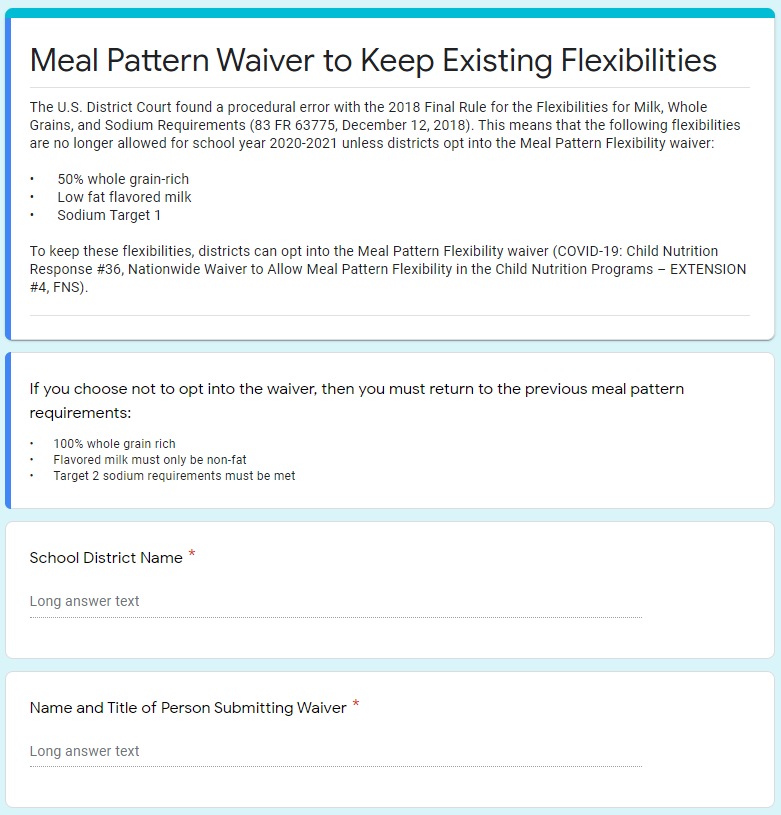 Meal Pattern Waiver to Keep Existing Flexibilities
The U.S. District Court found a procedural error with the 2018 Final Rule for the Flexibilities for Milk, Whole
Grains, and Sodium Requirements (83 FR 63775, December 12, 2018). This means that the following flexibilities
are no longer allowed for school year 2020-2021 unless districts opt into the Meal Pattern Flexibility waiver:
• 50% whole grain-rich
• Low fat flavored milk
• Sodium Target 1
To keep these flexibilities, districts can opt into the Meal Pattern Flexibility waiver (COVID-19: Child Nutrition
Response #36, Nationwide Waiver to Allow Meal Pattern Flexibility in the Child Nutrition Programs – EXTENSION
#4, FNS).
If you choose not to opt into the waiver, then you must return to the previous meal pattern
requirements:
• 100% whole grain rich
• Flavored milk must only be non-fat
• Target 2 sodium requirements must be met
School District Name *
Long answer text
Name and Title of Person Submitting Waiver *
Long answer text